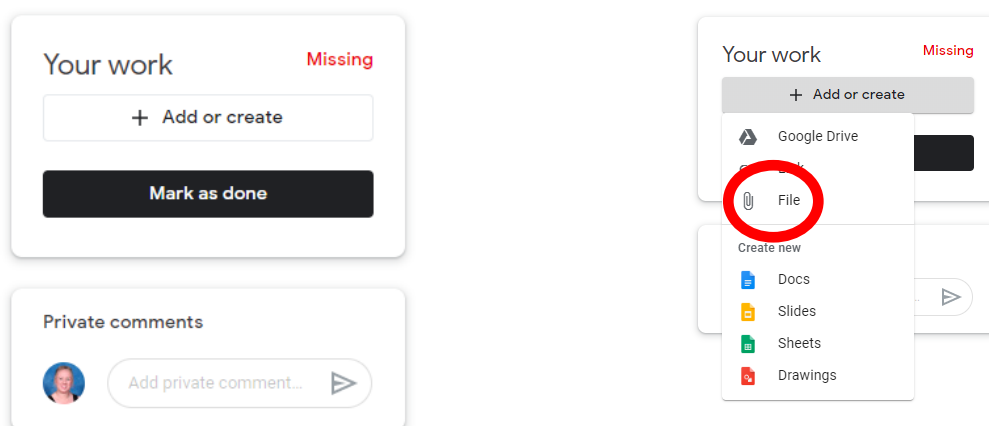 Your work
Missing
+ Add or create
Mark as done
Private comments
Add private comment...
Your work
Missing
+ Add or create
Google Drive
File
Create new
Docs
Slides
Sheets
Drawings